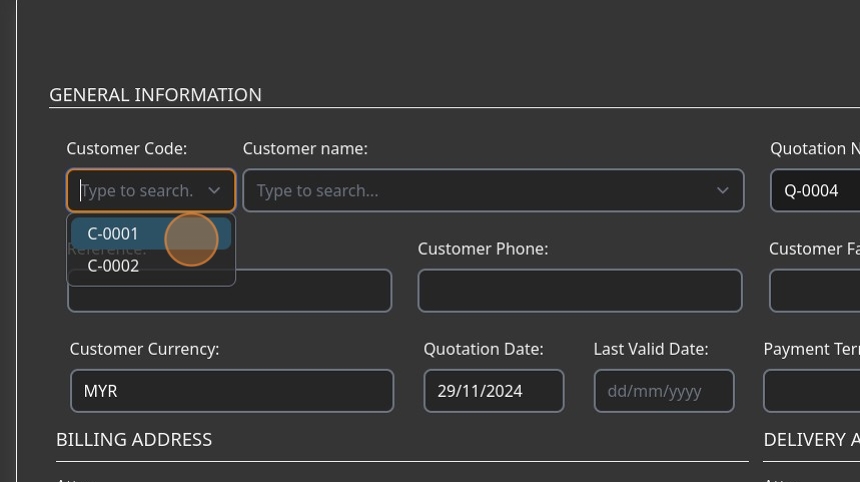 GENERAL INFORMATION
Customer Code:
Customer name:
Quotation N
Type to search.
Type to search...
Q-0004
C-0001
C-0002
Reference:
Customer Phone:
Customer Fa
Customer Currency:
Quotation Date:
Last Valid Date:
Payment Ter
MYR
29/11/2024
dd/mm/yyyy
BILLING ADDRESS
DELIVERY A